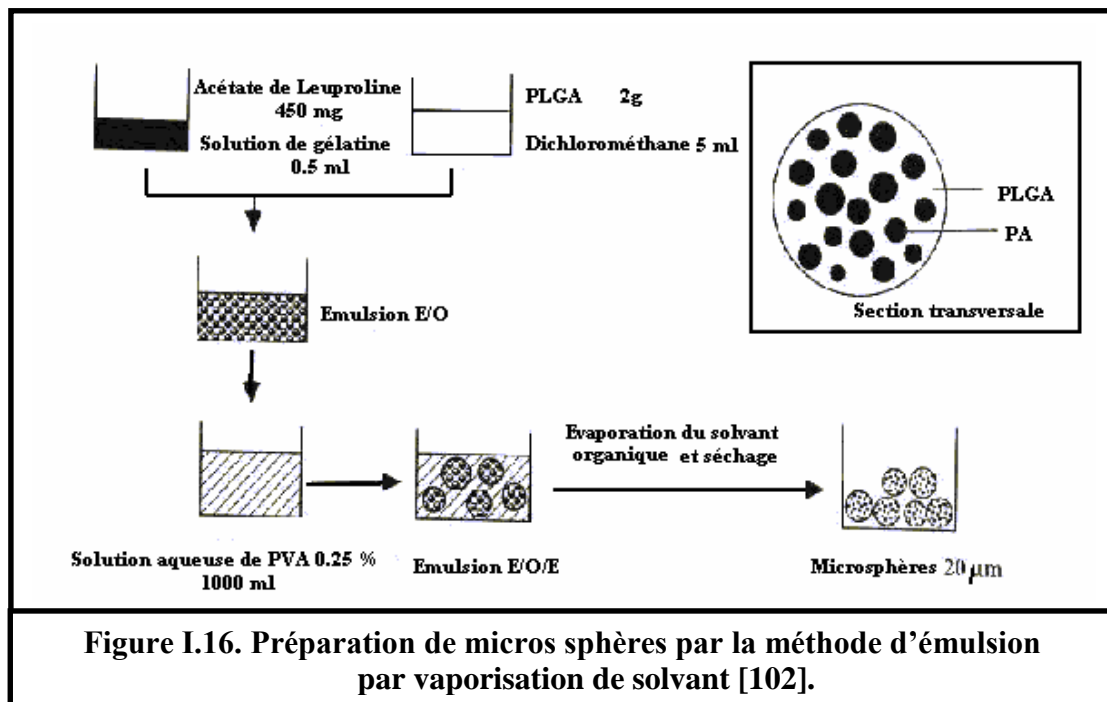 Acétate de Leuproline
450 mg
Solution de gélatine
0.5 ml
PLGA 2g
Dichlorométhane 5 ml
PLGA
PA
Section transversale
Emulsion E/O
Evaporation du solvant
organique et séchage
Solution aqueuse de PVA 0.25 %
1000 ml
Emulsion E/O/E
Microsphères 20 µm
Figure I.16. Préparation de micros sphères par la méthode d’émulsion
par vaporisation de solvant [102].